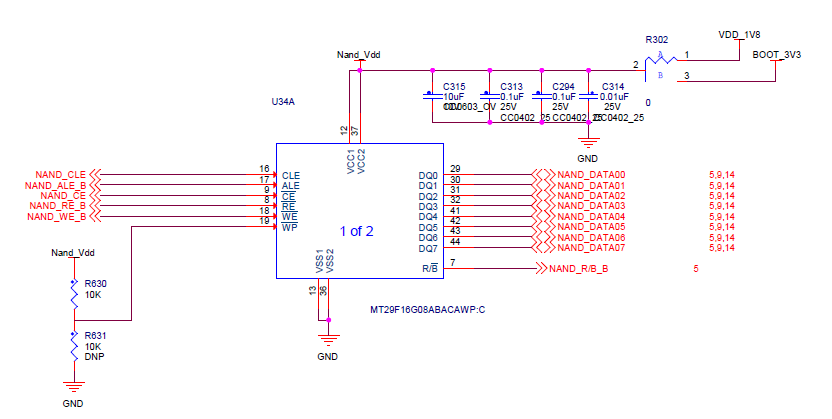 R302
VDD_1V8
BOOT_3V3
A
B
1
2
3
0
Nand_Vdd
C315
10uF
C313
0.1uF
25V
CC0402_25
C294
0.1uF
25V
CC0402_25
C314
0.01uF
25V
CC0402_25
GND
U34A
12
37
VCC1
VCC2
NAND_CLE 16 CLE
NAND_ALE_B 17 ALE
NAND_CE 9 CE
NAND_RE_B 8 RE
NAND_WE_B 18 WE
19 WP
DQ0 29 NAND_DATA00 5,9,14
DQ1 30 NAND_DATA01 5,9,14
DQ2 31 NAND_DATA02 5,9,14
DQ3 32 NAND_DATA03 5,9,14
DQ4 41 NAND_DATA04 5,9,14
DQ5 42 NAND_DATA05 5,9,14
DQ6 43 NAND_DATA06 5,9,14
DQ7 44 NAND_DATA07 5,9,14
R/B 7 NAND_R/B_B 5
1 of 2
VSS1
VSS2
13
36
MT29F16G08ABACAWP:C
GND
Nand_Vdd
R630
10K
R631
10K
DNP
GND